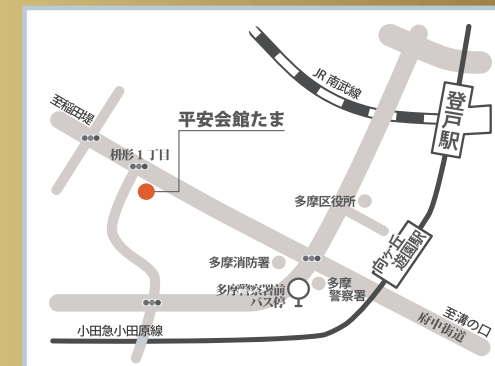 JR 南武線
登戸駅
至稲田堤
平安会館たま
枡形1丁目
多摩区役所
向ヶ丘
遊園駅
多摩消防署
多摩警察署前
バス停
多摩
警察署
至溝の口
府中街道
小田急小田原線